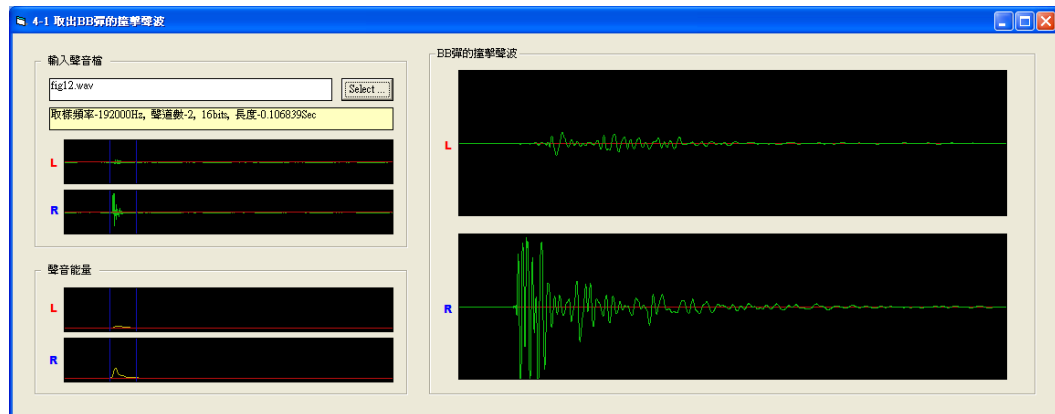 4-1 取出BB彈的撞擊聲波
輸入聲音檔
fig12.wav
Select ...
取樣頻率-192000Hz, 聲道數-2, 16bits, 長度-0.106839Sec
L
R
聲音能量
L
R
BB彈的撞擊聲波
L
R